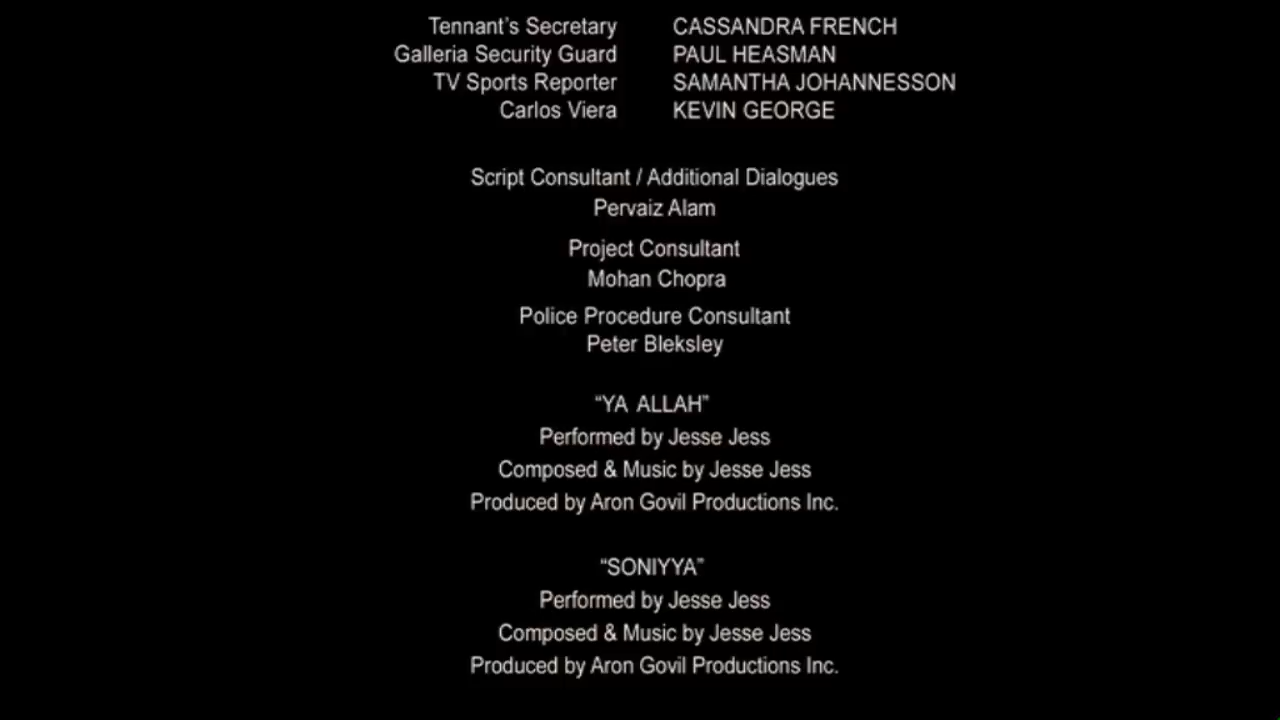 Tennant's Secretary CASSANDRA FRENCH
Galleria Security Guard PAUL HEASMAN
TV Sports Reporter SAMANTHA JOHANNESSON
Carlos Viera KEVIN GEORGE
Script Consultant / Additional Dialogues
Pervaiz Alam
Project Consultant
Mohan Chopra
Police Procedure Consultant
Peter Bleksley
“YA ALLAH”
Performed by Jesse Jess
Composed & Music by Jesse Jess
Produced by Aron Govil Productions Inc.
“SONIYYA”
Performed by Jesse Jess
Composed & Music by Jesse Jess
Produced by Aron Govil Productions Inc.